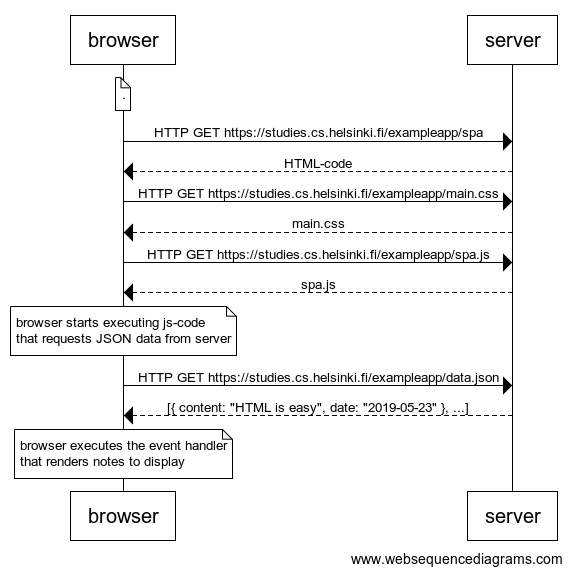 browser
server
.
HTTP GET https://studies.cs.helsinki.fi/exampleapp/spa
HTML-code
HTTP GET https://studies.cs.helsinki.fi/exampleapp/main.css
main.css
HTTP GET https://studies.cs.helsinki.fi/exampleapp/spa.js
spa.js
browser starts executing js-code
that requests JSON data from server
HTTP GET https://studies.cs.helsinki.fi/exampleapp/data.json
[{ content: "HTML is easy", date: "2019-05-23" }, ...]
browser executes the event handler
that renders notes to display
browser
server
www.websequencediagrams.com